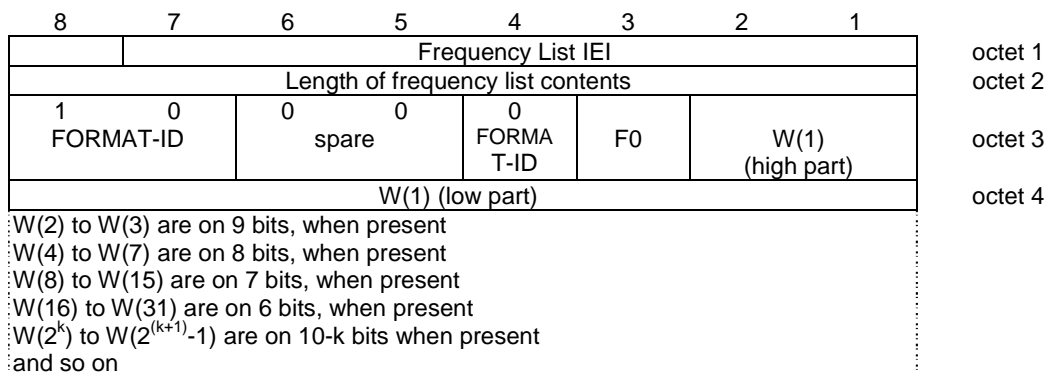 8 7 6 5 4 3 2 1
Frequency List IEI octet 1
Length of frequency list contents octet 2
1 0 0 0 0
FORMAT-ID spare FORMA F0 W(1) octet 3
T-ID (high part)
W(1) (low part) octet 4
W(2) to W(3) are on 9 bits, when present
W(4) to W(7) are on 8 bits, when present
W(8) to W(15) are on 7 bits, when present
W(16) to W(31) are on 6 bits, when present
W(2^k) to W(2^(k+1)-1) are on 10-k bits when present
and so on